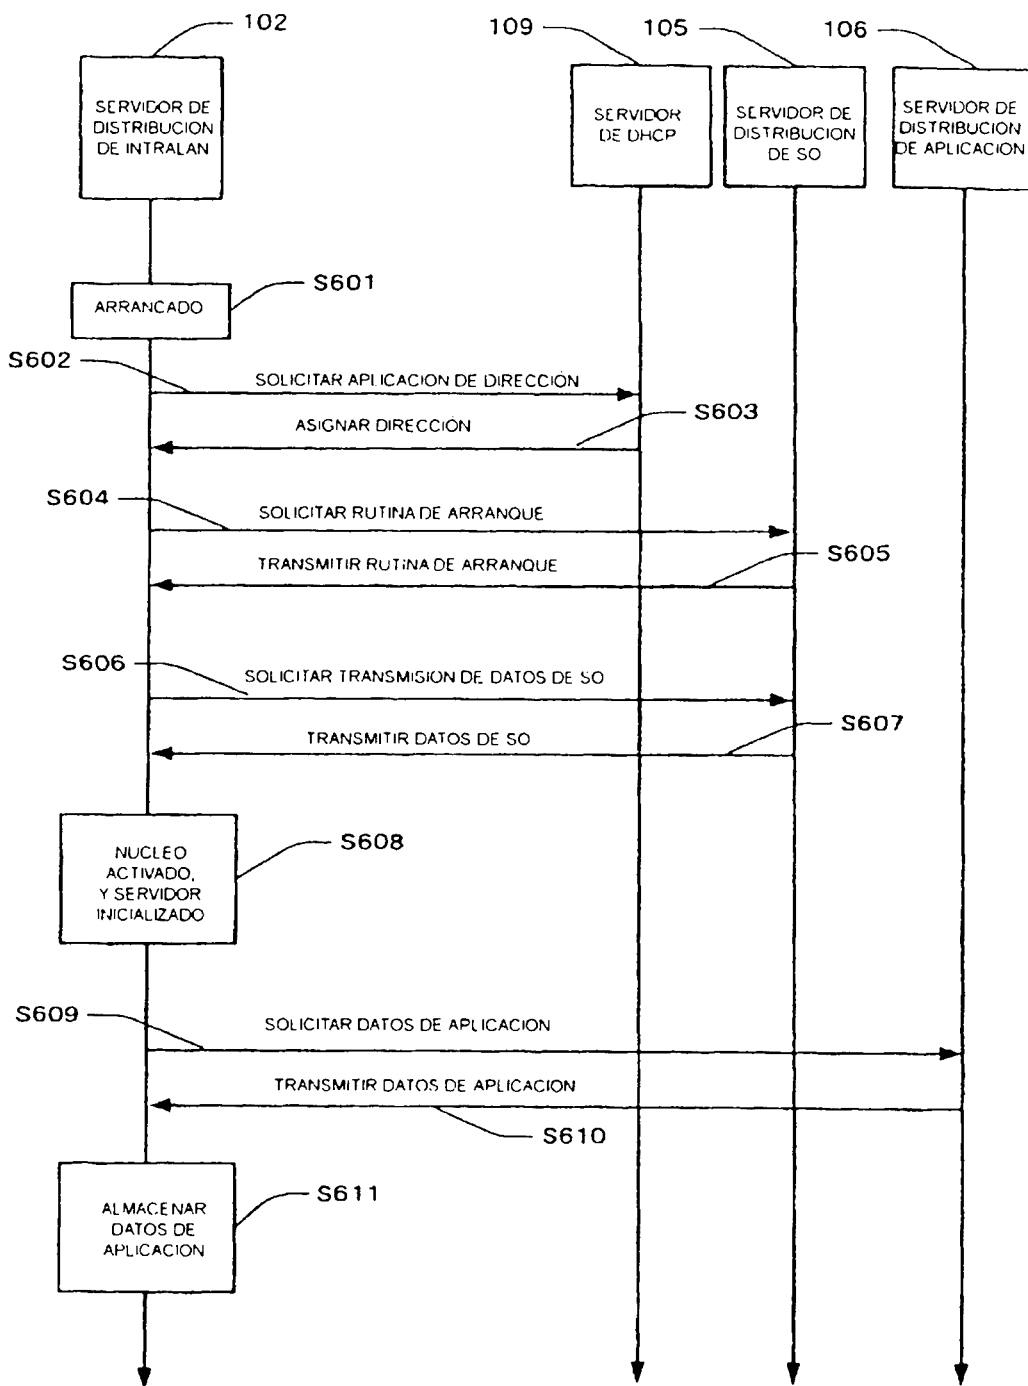 102
109
105
106
SERVIDOR DE
DISTRIBUCION
DE INTRALAN
SERVIDOR
DE DHCP
SERVIDOR DE
DISTRIBUCION
DE SO
SERVIDOR DE
DISTRIBUCION
DE APLICACION
S601
ARRANCADO
S602
SOLICITAR APLICACION DE DIRECCIÓN
S603
ASIGNAR DIRECCIÓN
S604
SOLICITAR RUTINA DE ARRANQUE
S605
TRANSMITIR RUTINA DE ARRANQUE
S606
SOLICITAR TRANSMISION DE DATOS DE SO
S607
TRANSMITIR DATOS DE SO
S608
NUCLEO
ACTIVADO,
Y SERVIDOR
INICIALIZADO
S609
SOLICITAR DATOS DE APLICACION
TRANSMITIR DATOS DE APLICACION
S610
S611
ALMACENAR
DATOS DE
APLICACION